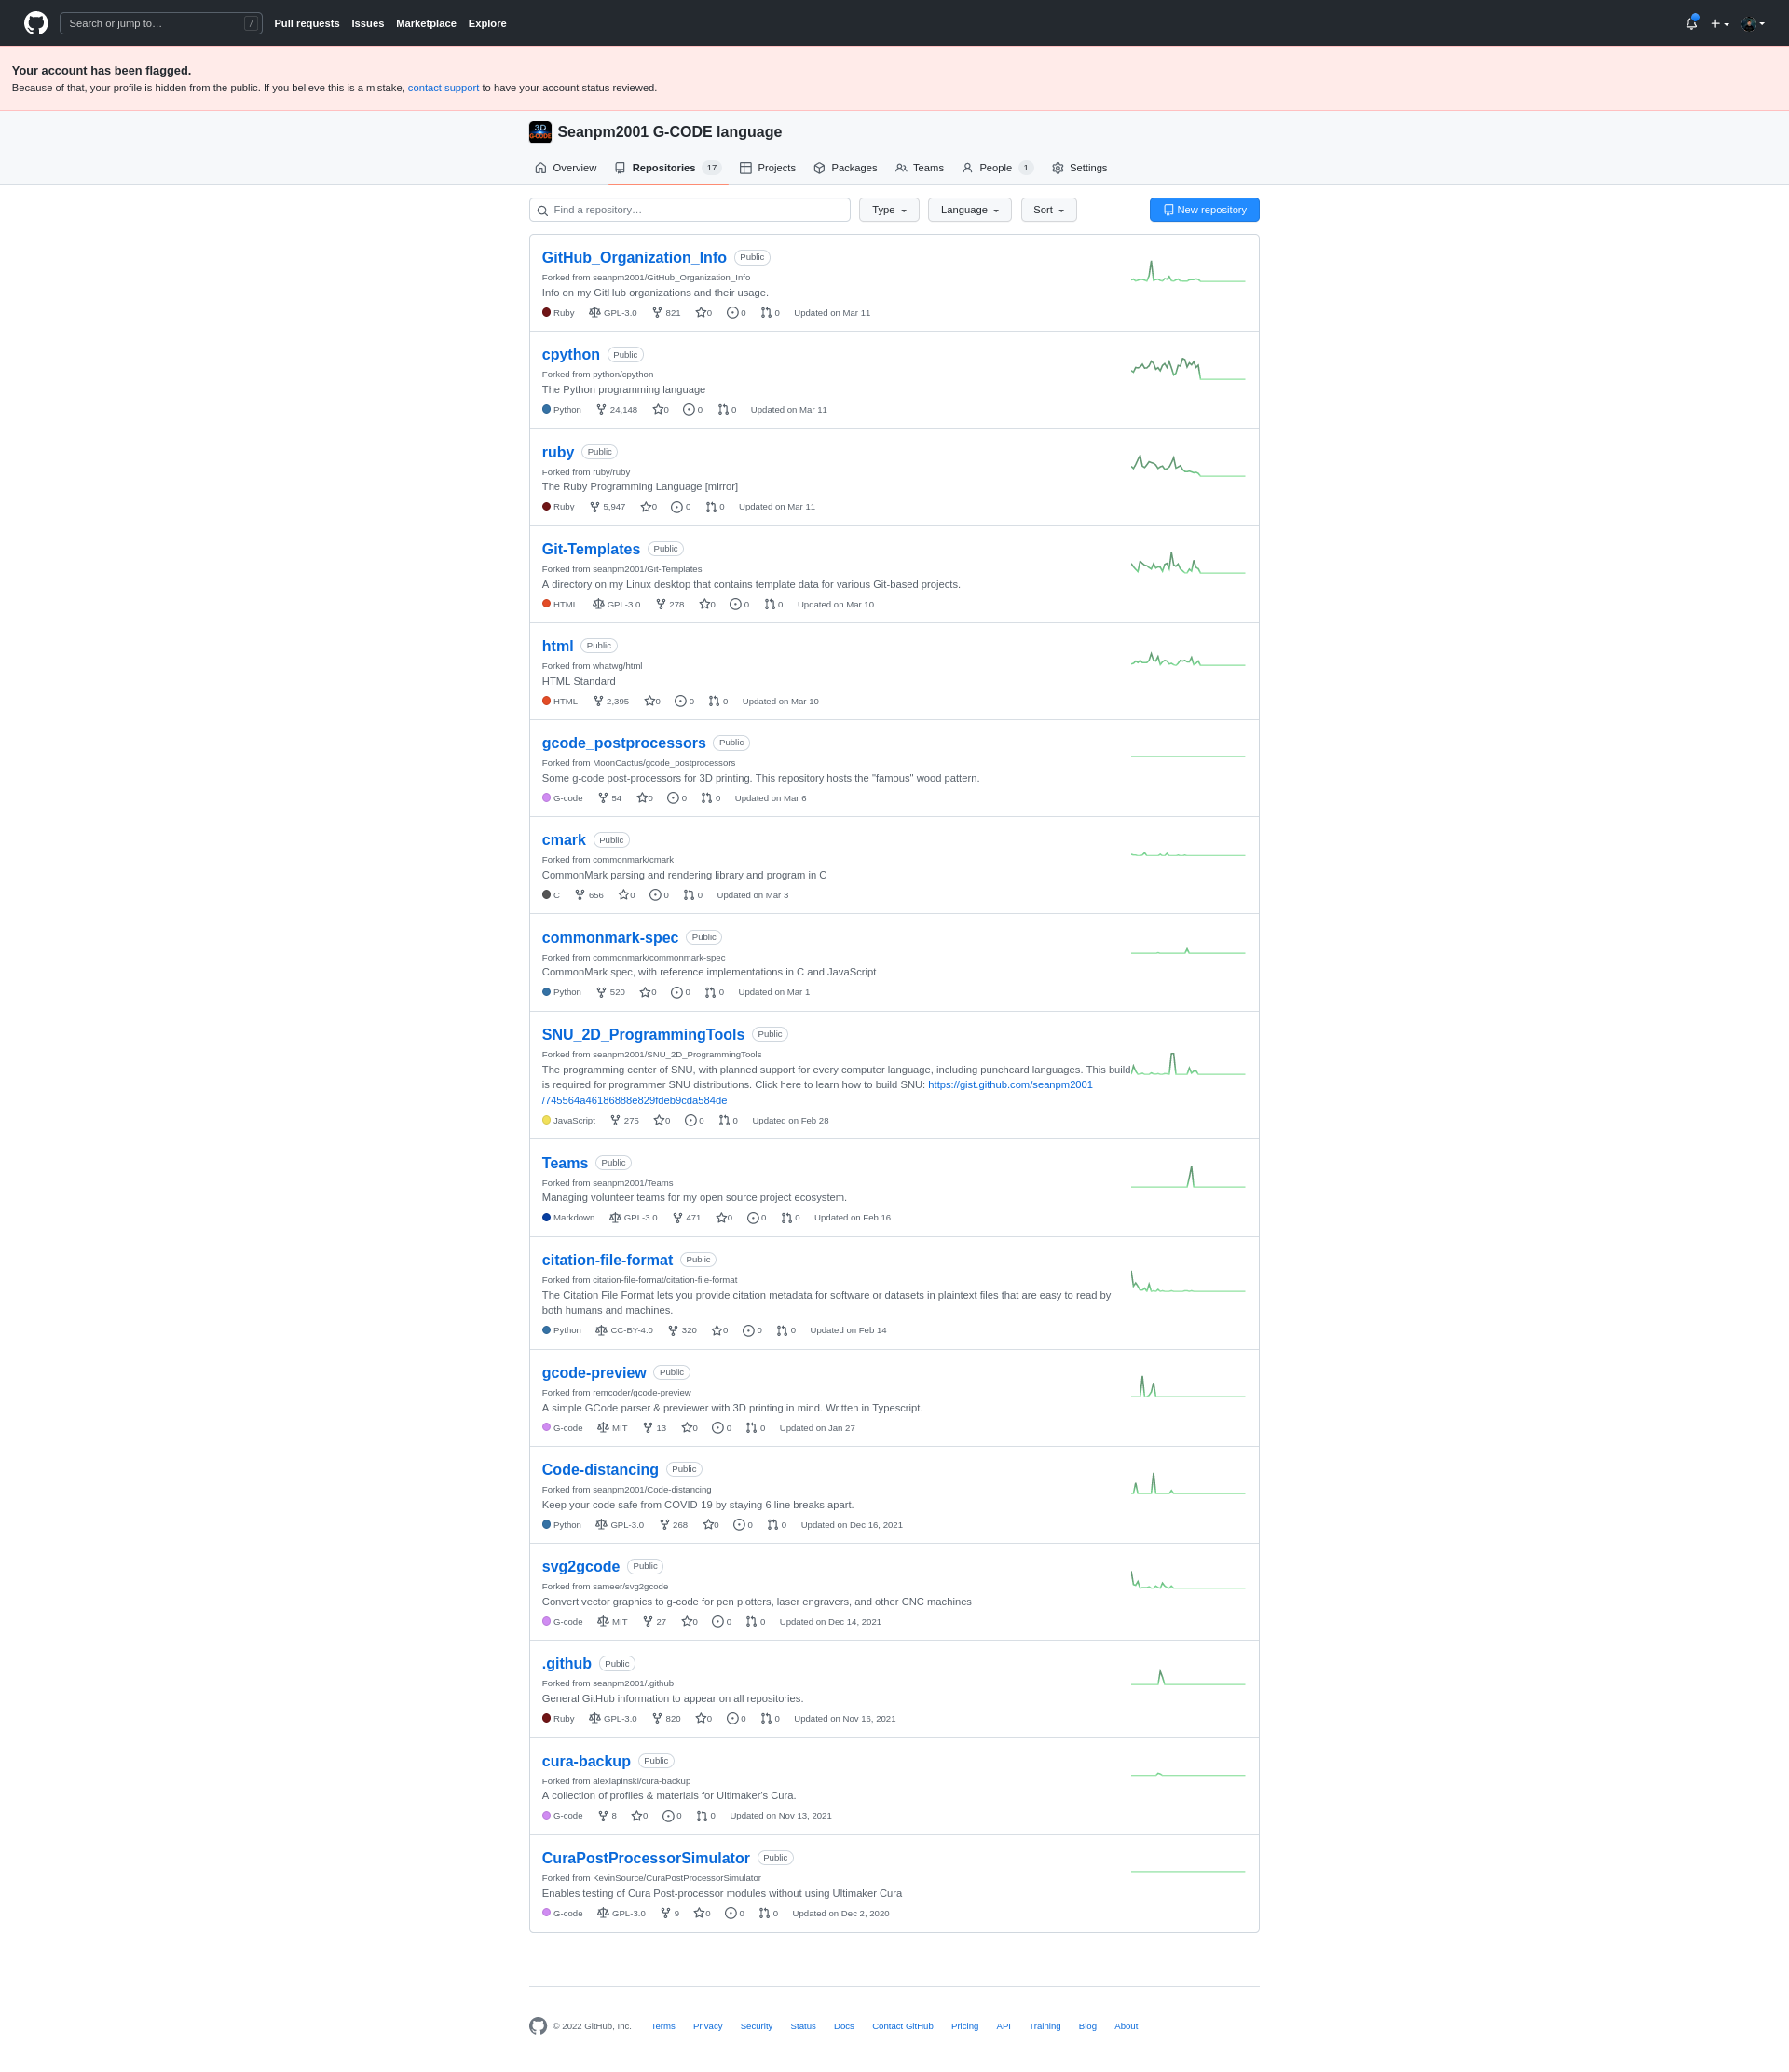 Search or jump to… /
Pull requests Issues Marketplace Explore
Your account has been flagged.
Because of that, your profile is hidden from the public. If you believe this is a mistake, contact support to have your account status reviewed.
3D
G-CODE
Seanpm2001 G-CODE language
Overview Repositories 17 Projects Packages Teams People 1 Settings
Find a repository… Type Language Sort New repository
GitHub_Organization_Info Public
Forked from seanpm2001/GitHub_Organization_Info
Info on my GitHub organizations and their usage.
Ruby GPL-3.0 821 0 0 0 Updated on Mar 11
cpython Public
Forked from python/cpython
The Python programming language
Python 24,148 0 0 0 Updated on Mar 11
ruby Public
Forked from ruby/ruby
The Ruby Programming Language [mirror]
Ruby 5,947 0 0 0 Updated on Mar 11
Git-Templates Public
Forked from seanpm2001/Git-Templates
A directory on my Linux desktop that contains template data for various Git-based projects.
HTML GPL-3.0 278 0 0 0 Updated on Mar 10
html Public
Forked from whatwg/html
HTML Standard
HTML 2,395 0 0 0 Updated on Mar 10
gcode_postprocessors Public
Forked from MoonCactus/gcode_postprocessors
Some g-code post-processors for 3D printing. This repository hosts the "famous" wood pattern.
G-code 54 0 0 0 Updated on Mar 6
cmark Public
Forked from commonmark/cmark
CommonMark parsing and rendering library and program in C
C 656 0 0 0 Updated on Mar 3
commonmark-spec Public
Forked from commonmark/commonmark-spec
CommonMark spec, with reference implementations in C and JavaScript
Python 520 0 0 0 Updated on Mar 1
SNU_2D_ProgrammingTools Public
Forked from seanpm2001/SNU_2D_ProgrammingTools
The programming center of SNU, with planned support for every computer language, including punchcard languages. This build
is required for programmer SNU distributions. Click here to learn how to build SNU: https://gist.github.com/seanpm2001
/745564a46186888e829fdeb9cda584de
JavaScript 275 0 0 0 Updated on Feb 28
Teams Public
Forked from seanpm2001/Teams
Managing volunteer teams for my open source project ecosystem.
Markdown GPL-3.0 471 0 0 0 Updated on Feb 16
citation-file-format Public
Forked from citation-file-format/citation-file-format
The Citation File Format lets you provide citation metadata for software or datasets in plaintext files that are easy to read by
both humans and machines.
Python CC-BY-4.0 320 0 0 0 Updated on Feb 14
gcode-preview Public
Forked from remcoder/gcode-preview
A simple GCode parser & previewer with 3D printing in mind. Written in Typescript.
G-code MIT 13 0 0 0 Updated on Jan 27
Code-distancing Public
Forked from seanpm2001/Code-distancing
Keep your code safe from COVID-19 by staying 6 line breaks apart.
Python GPL-3.0 268 0 0 0 Updated on Dec 16, 2021
svg2gcode Public
Forked from sameer/svg2gcode
Convert vector graphics to g-code for pen plotters, laser engravers, and other CNC machines
G-code MIT 27 0 0 0 Updated on Dec 14, 2021
.github Public
Forked from seanpm2001/.github
General GitHub information to appear on all repositories.
Ruby GPL-3.0 820 0 0 0 Updated on Nov 16, 2021
cura-backup Public
Forked from alexlapinski/cura-backup
A collection of profiles & materials for Ultimaker's Cura.
G-code 8 0 0 0 Updated on Nov 13, 2021
CuraPostProcessorSimulator Public
Forked from KevinSource/CuraPostProcessorSimulator
Enables testing of Cura Post-processor modules without using Ultimaker Cura
G-code GPL-3.0 9 0 0 0 Updated on Dec 2, 2020
© 2022 GitHub, Inc. Terms Privacy Security Status Docs Contact GitHub Pricing API Training Blog About